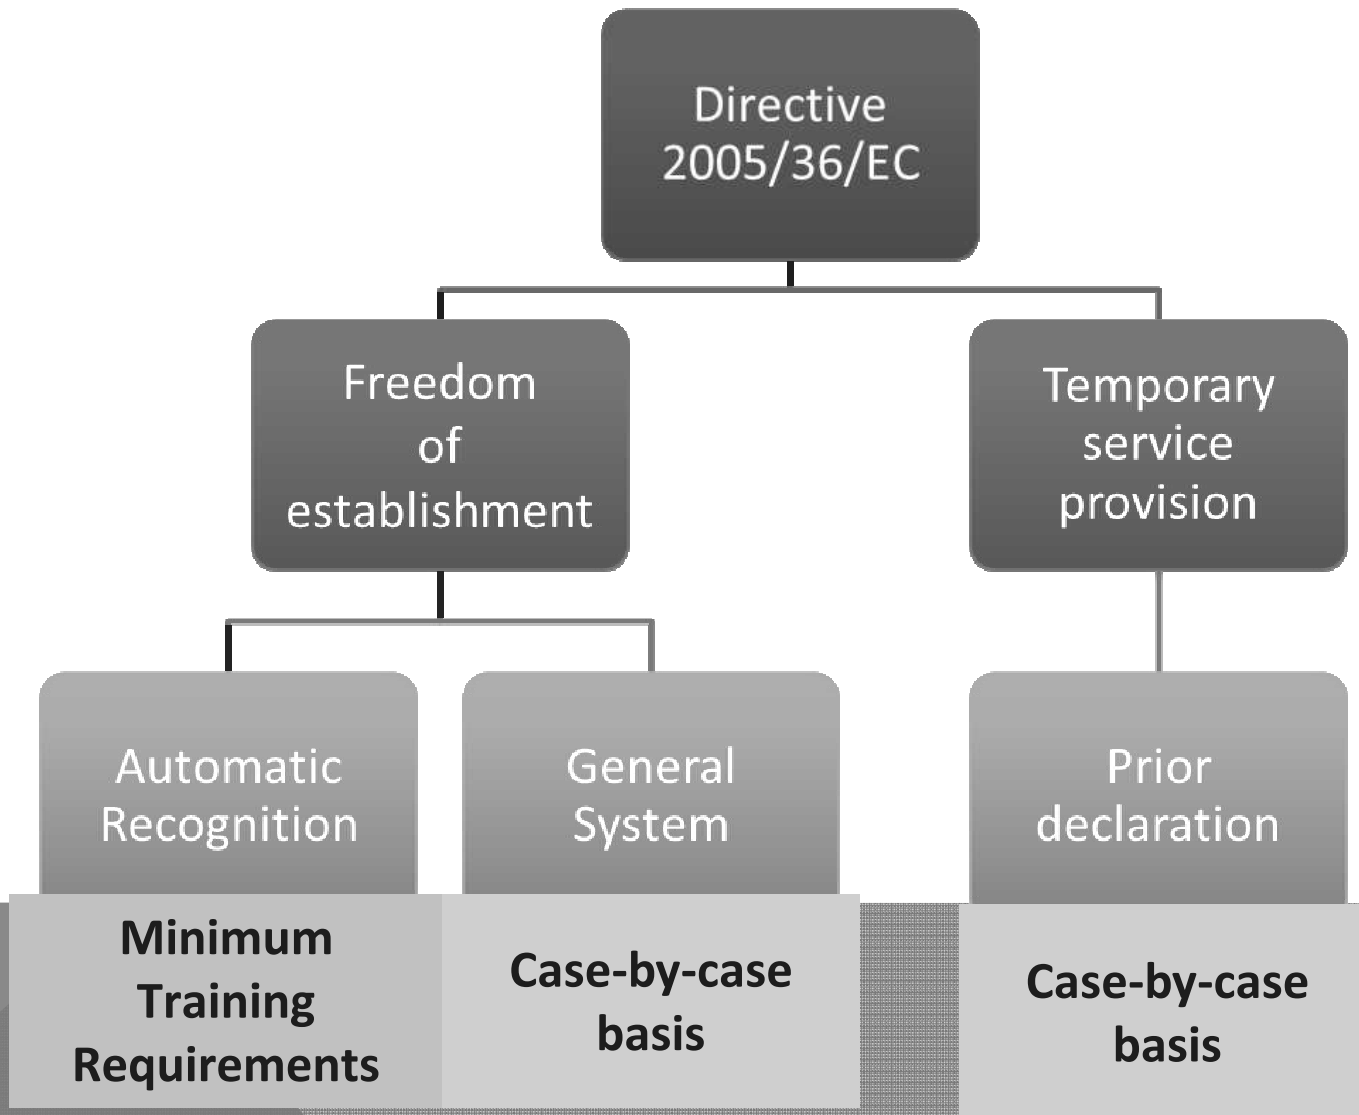 Directive
2005/36/EC
Freedom
of
establishment
Temporary
service
provision
Automatic
Recognition
General
System
Prior
declaration
Minimum
Training
Requirements
Case-by-case
basis
Case-by-case
basis